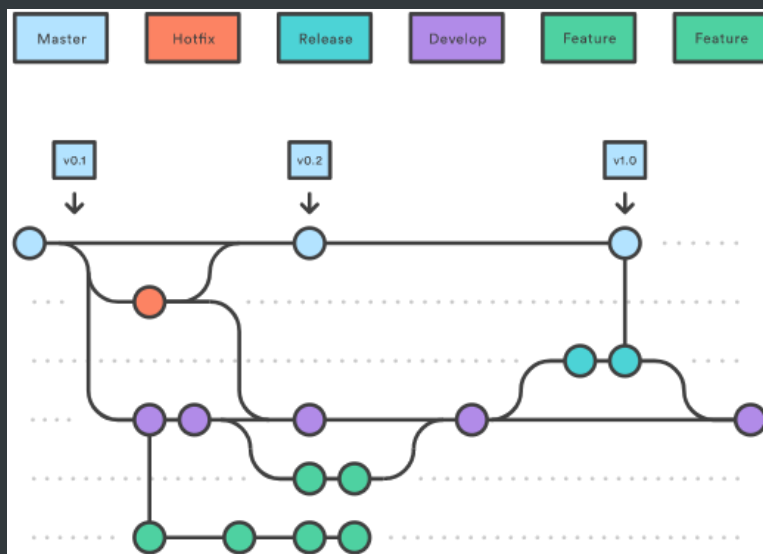 Master
Hotfix
Release
Develop
Feature
Feature
v0.1
v0.2
v1.0